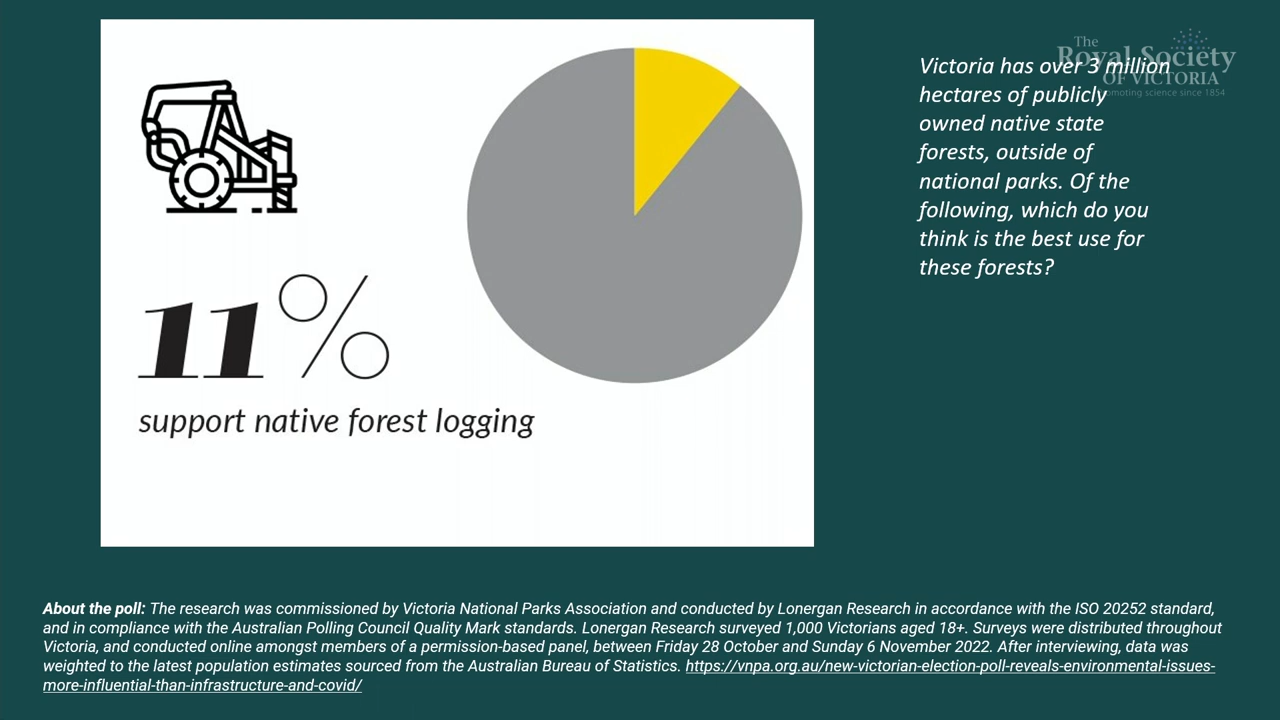 The
Royal Society
OF VICTORIA
Promoting science since 1854
Victoria has over 3 million
hectares of publicly
owned native state
forests, outside of
national parks. Of the
following, which do you
think is the best use for
these forests?
11%
support native forest logging
About the poll: The research was commissioned by Victoria National Parks Association and conducted by Lonergan Research in accordance with the ISO 20252 standard,
and in compliance with the Australian Polling Council Quality Mark standards. Lonergan Research surveyed 1,000 Victorians aged 18+. Surveys were distributed throughout
Victoria, and conducted online amongst members of a permission-based panel, between Friday 28 October and Sunday 6 November 2022. After interviewing, data was
weighted to the latest population estimates sourced from the Australian Bureau of Statistics. https://vnpa.org.au/new-victorian-election-poll-reveals-environmental-issues-
more-influential-than-infrastructure-and-covid/